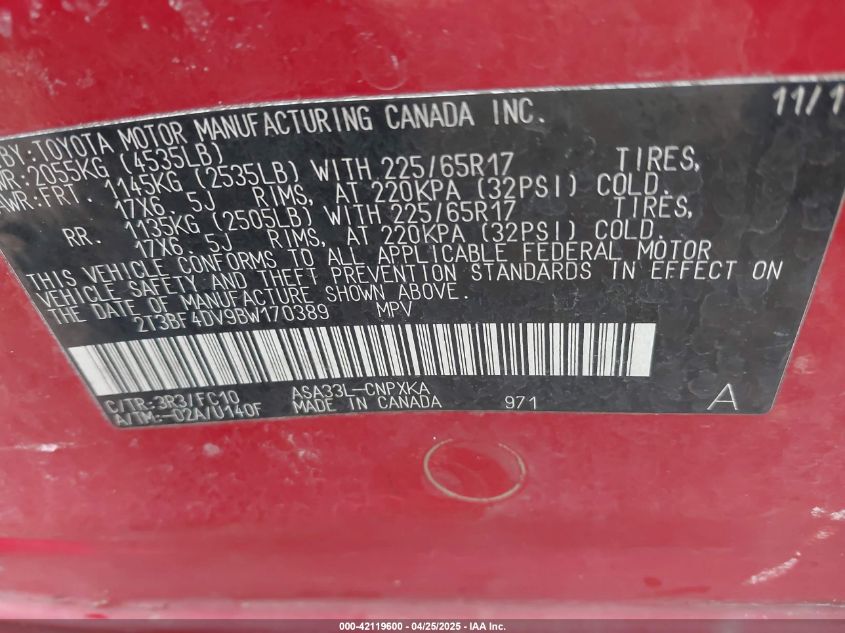 BY:TOYOTA MOTOR MANUFACTURING CANADA INC. 11/1
WR:2055KG (4535LB)
AWR:FRT. 1145KG (2535LB) WITH 225/65R17 TIRES,
17X6. 5J RIMS, AT 220KPA (32PSI) COLD.
RR. 1135KG (2505LB) WITH 225/65R17 TIRES,
17X6. 5J RIMS, AT 220KPA (32PSI) COLD.
THIS VEHICLE CONFORMS TO ALL APPLICABLE FEDERAL MOTOR
VEHICLE SAFETY AND THEFT PREVENTION STANDARDS IN EFFECT ON
THE DATE OF MANUFACTURE SHOWN ABOVE.
2T3BF4DV9BW170389 MPV
C/TR:3R3/FC10 ASA33L-CNPXKA
A/TM:-02A/U140F MADE IN CANADA 971 A
000-42119600 - 04/25/2025 - IAA Inc.